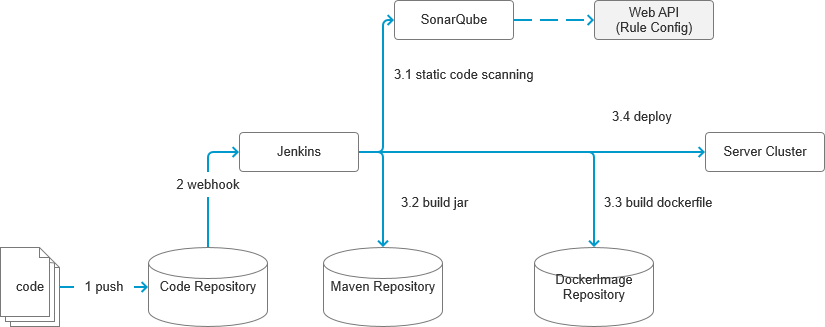 SonarQube
Web API
(Rule Config)
3.1 static code scanning
3.4 deploy
Jenkins
Server Cluster
2 webhook
3.2 build jar
3.3 build dockerfile
code
1 push
Code Repository
Maven Repository
DockerImage
Repository